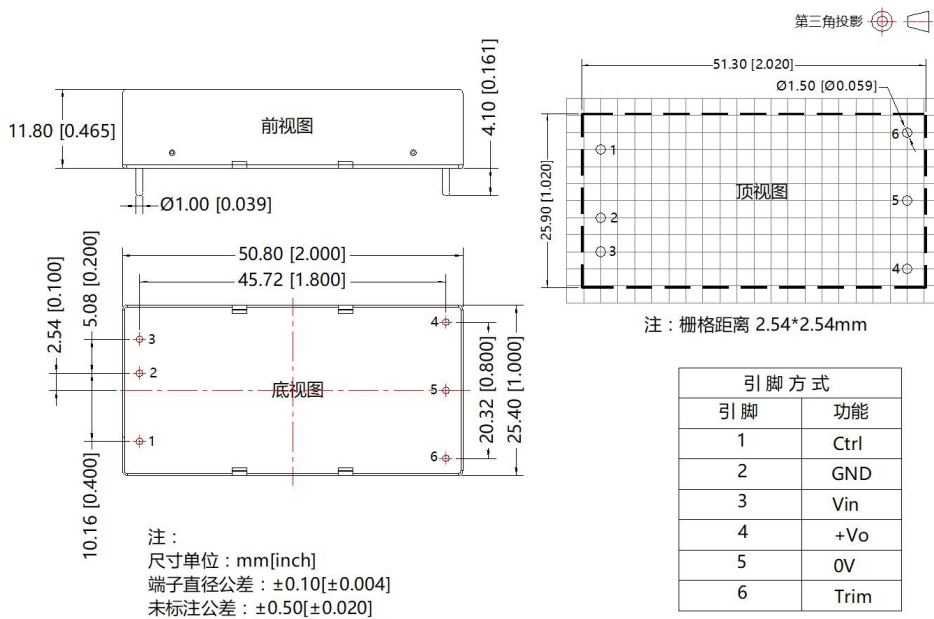 第三角投影
11.80 [0.465]
前视图
4.10 [0.161]
Ø1.00 [0.039]
51.30 [2.020]
Ø1.50 [Ø0.059]
25.90 [1.020]
顶视图
1
2
3
6
5
4
注：栅格距离 2.54*2.54mm
50.80 [2.000]
45.72 [1.800]
2.54 [0.100]
5.08 [0.200]
10.16 [0.400]
3
2
1
底视图
4
5
6
20.32 [0.800]
25.40 [1.000]
注：
尺寸单位：mm[inch]
端子直径公差：±0.10[±0.004]
未标注公差：±0.50[±0.020]
引脚方式
引脚 功能
1 Ctrl
2 GND
3 Vin
4 +Vo
5 0V
6 Trim